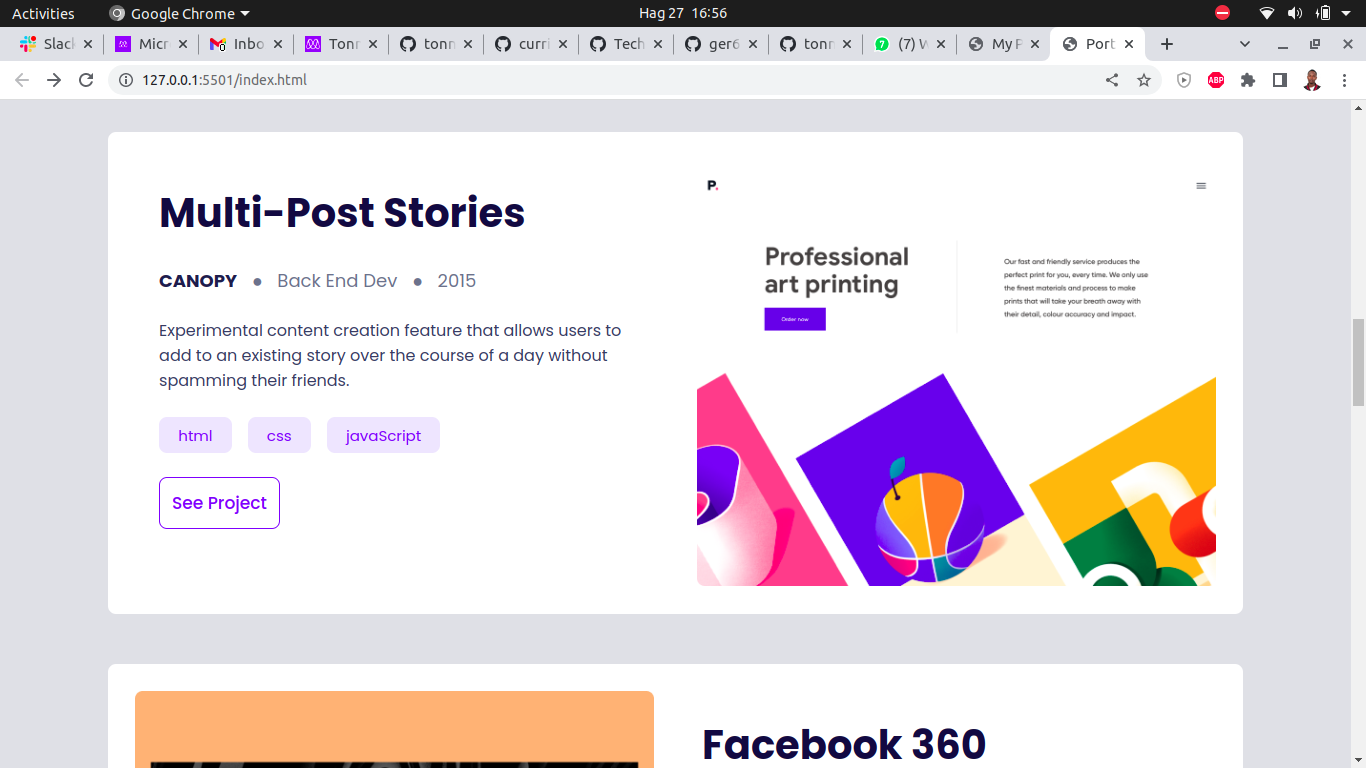 Activities
Google Chrome
Hag 27 16:56
Slack
Micr
Inbo
Tonr
tonn
curri
Tech
ger6
tonn
(7) W
My P
Port
127.0.0.1:5501/index.html
ABP
Multi-Post Stories
CANOPY ● Back End Dev ● 2015
Experimental content creation feature that allows users to
add to an existing story over the course of a day without
spamming their friends.
html css javaScript
See Project
P.
Professional
art printing
Order now
Our fast and friendly service produces the
perfect print for you, every time. We only use
the finest materials and process to make
prints that will take your breath away with
their detail, colour accuracy and impact.
Facebook 360